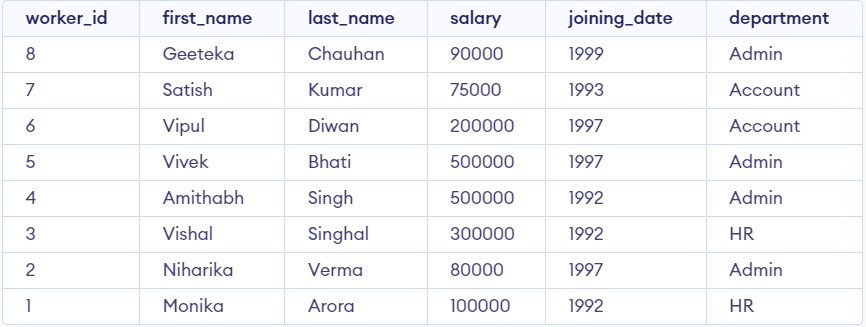 worker_id first_name last_name salary joining_date department
8 Geeteka Chauhan 90000 1999 Admin
7 Satish Kumar 75000 1993 Account
6 Vipul Diwan 200000 1997 Account
5 Vivek Bhati 500000 1997 Admin
4 Amithabh Singh 500000 1992 Admin
3 Vishal Singhal 300000 1992 HR
2 Niharika Verma 80000 1997 Admin
1 Monika Arora 100000 1992 HR